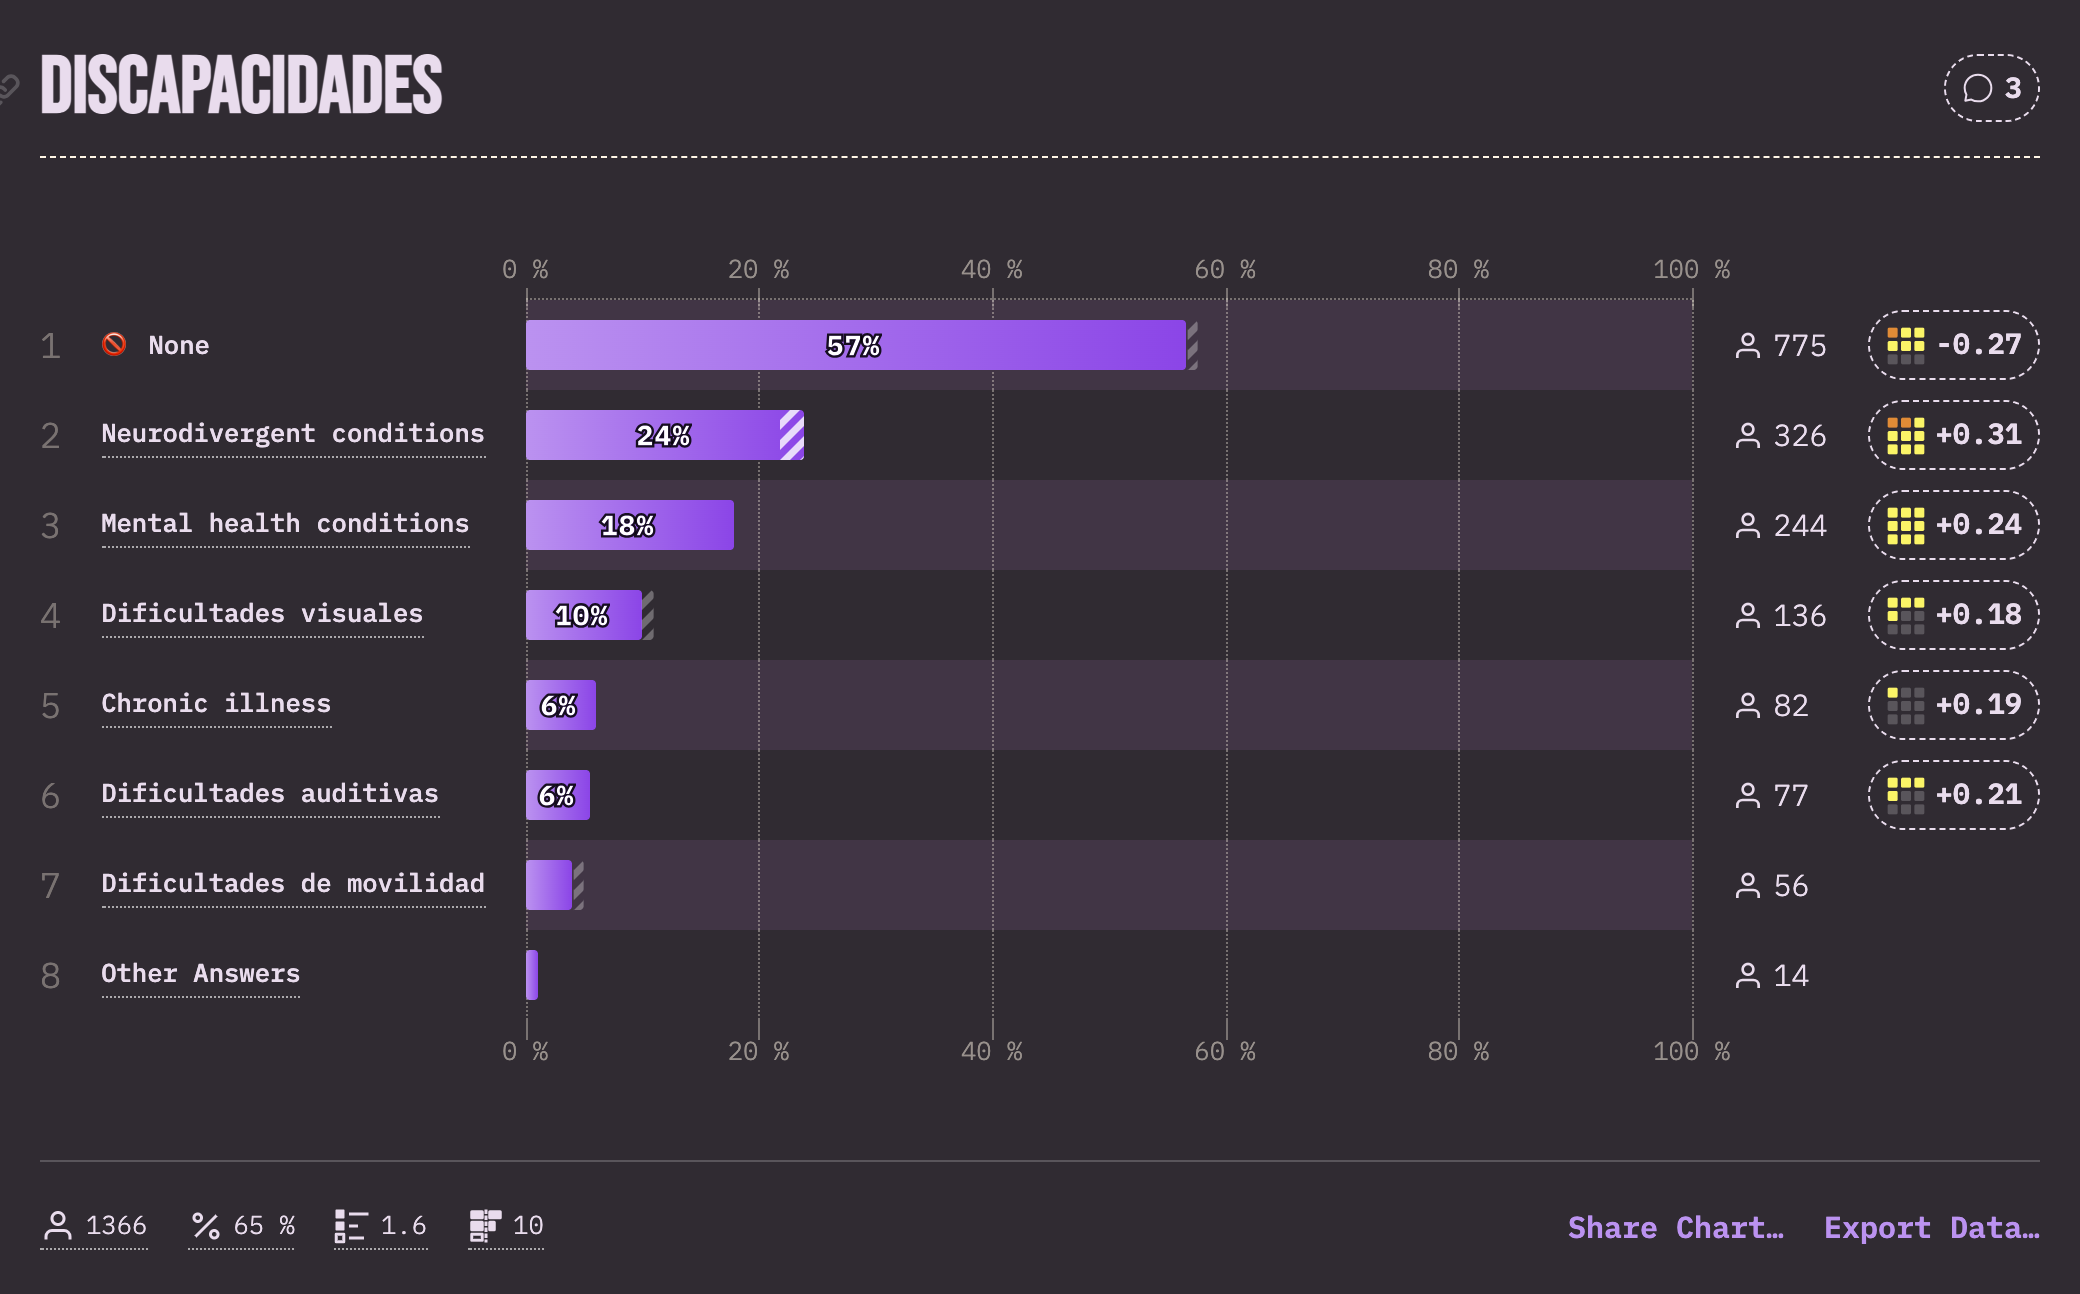 DISCAPACIDADES
3
0 % 20 % 40 % 60 % 80 % 100 %
1 None 57% 775 -0.27
2 Neurodivergent conditions 24% 326 +0.31
3 Mental health conditions 18% 244 +0.24
4 Dificultades visuales 10% 136 +0.18
5 Chronic illness 6% 82 +0.19
6 Dificultades auditivas 6% 77 +0.21
7 Dificultades de movilidad 56
8 Other Answers 14
0 % 20 % 40 % 60 % 80 % 100 %
1366 65 % 1.6 10 Share Chart… Export Data…